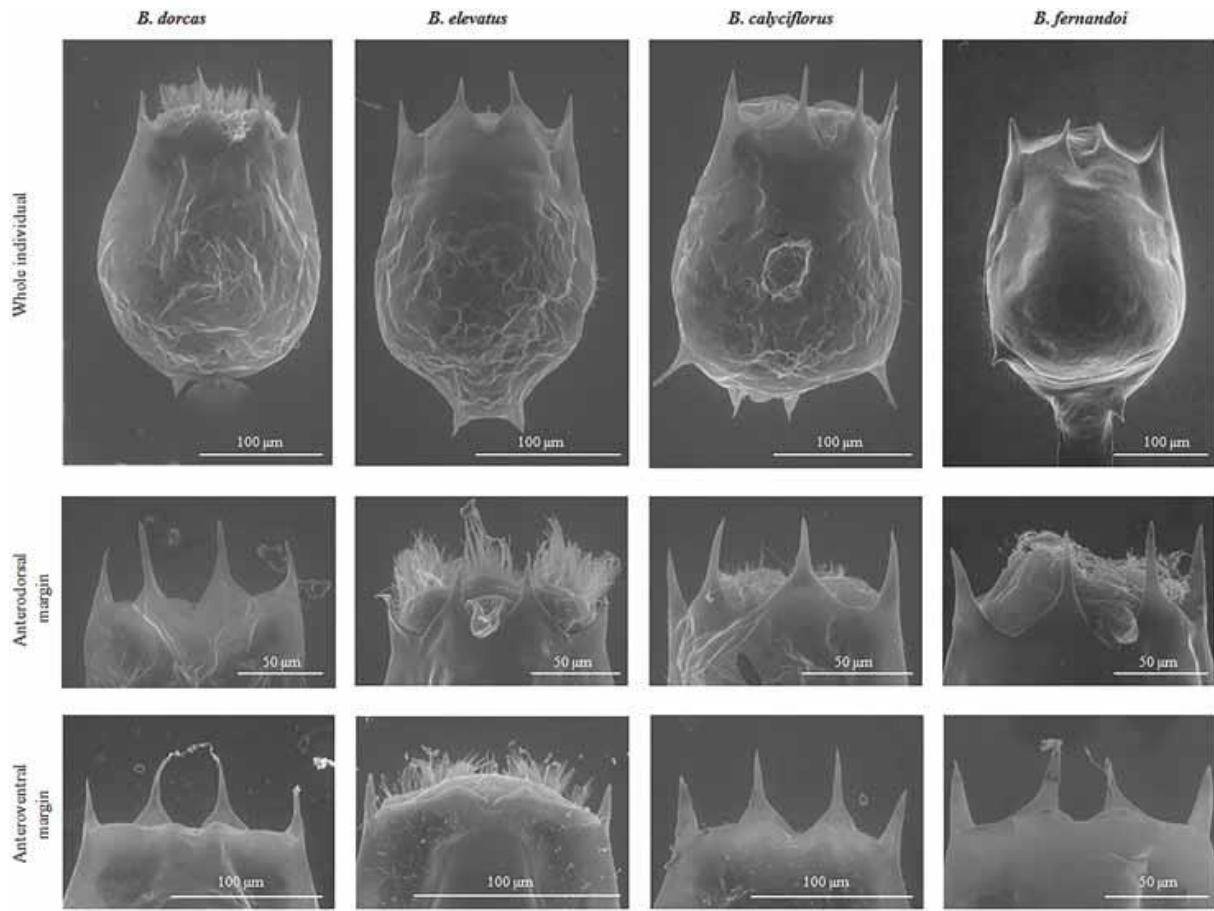 B. dorcas
B. elevatus
B. calyciflorus
B. fernandoi
Whole individual
100 μm
100 μm
100 μm
100 μm
Anterodorsal
margin
50 μm
50 μm
50 μm
50 μm
Anteroventral
margin
100 μm
100 μm
100 μm
50 μm